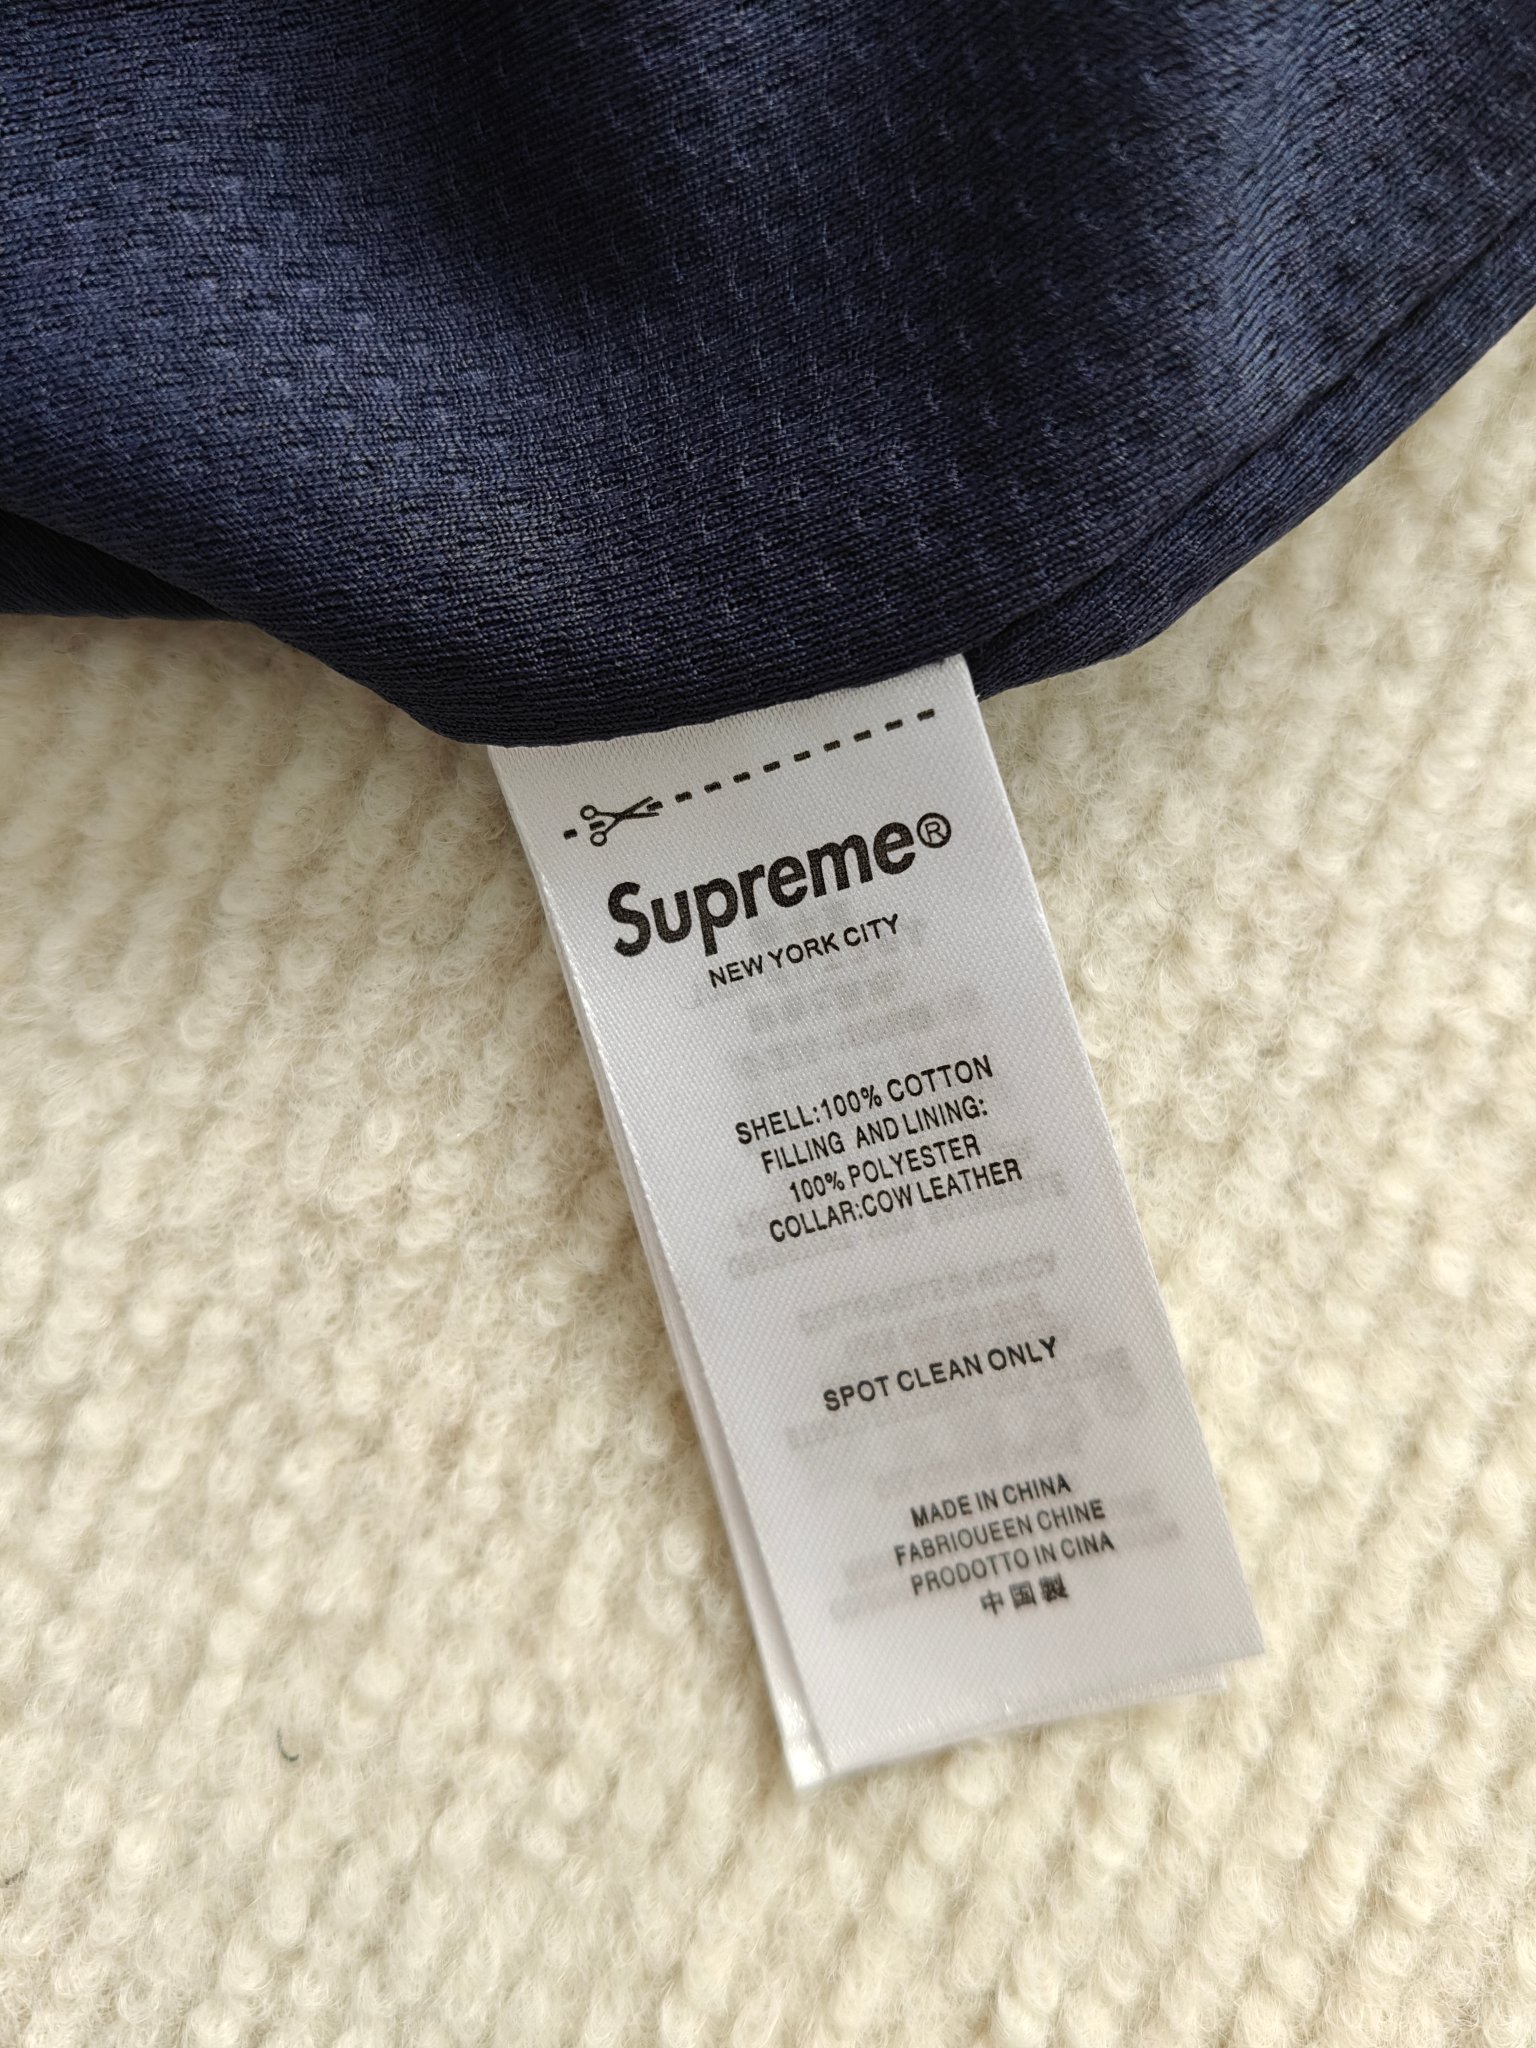 Supreme®
NEW YORK CITY
SHELL:100% COTTON
FILLING AND LINING:
100% POLYESTER
COLLAR:COW LEATHER
SPOT CLEAN ONLY
MADE IN CHINA
FABRIOUEEN CHINE
PRODOTTO IN CINA
中国製